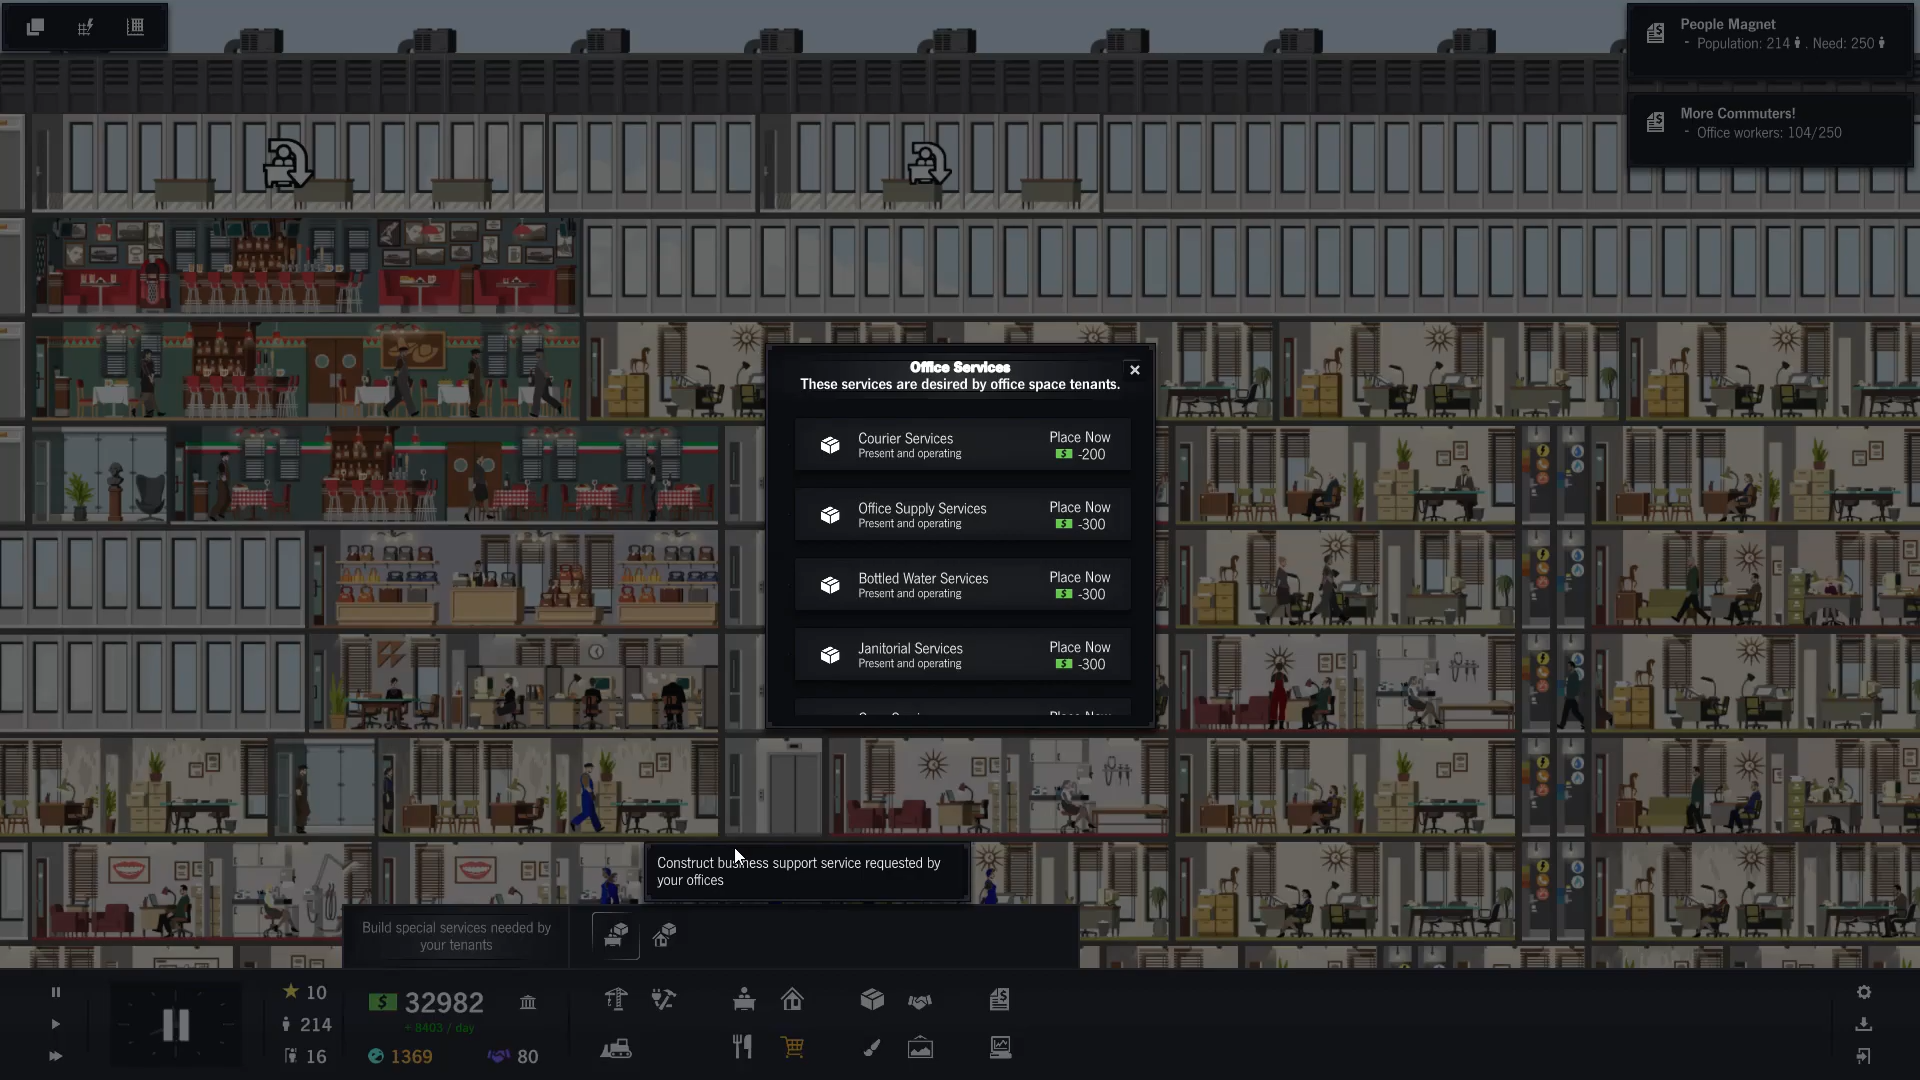 People Magnet
- Population: 214 . Need: 250
More Commuters!
- Office workers: 104/250
Office Services
These services are desired by office space tenants.
Courier Services
Present and operating
Place Now
-200
Office Supply Services
Present and operating
Place Now
-300
Bottled Water Services
Present and operating
Place Now
-300
Janitorial Services
Present and operating
Place Now
-300
Place Now
Construct business support service requested by
your offices
Build special services needed by
your tenants
10
32982
+ 8403 / day
214
16
1369
80